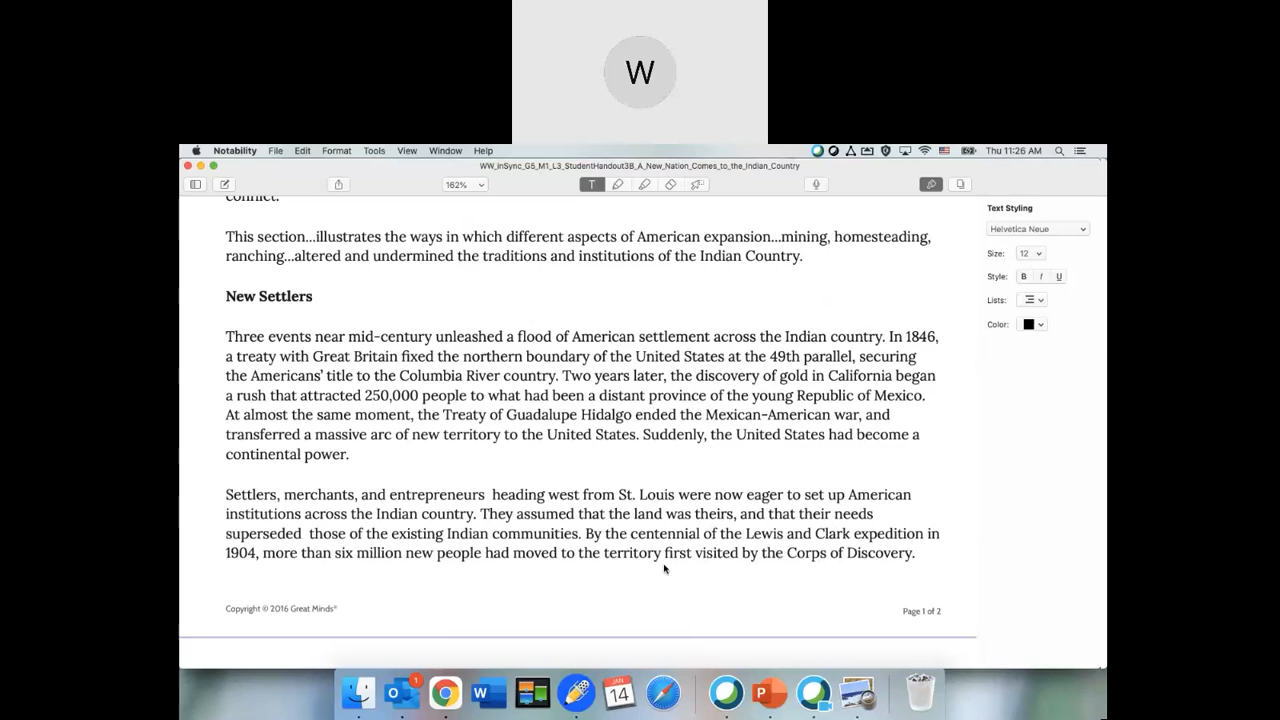 W
Notability File Edit Format Tools View Window Help Thu 11:26 AM
WW_inSync_G5_M1_L3_StudentHandout3B_A_New_Nation_Comes_to_the_Indian_Country
162% T
conflict.
This section...illustrates the ways in which different aspects of American expansion...mining, homesteading,
ranching...altered and undermined the traditions and institutions of the Indian Country.
New Settlers
Three events near mid-century unleashed a flood of American settlement across the Indian country. In 1846,
a treaty with Great Britain fixed the northern boundary of the United States at the 49th parallel, securing
the Americans’ title to the Columbia River country. Two years later, the discovery of gold in California began
a rush that attracted 250,000 people to what had been a distant province of the young Republic of Mexico.
At almost the same moment, the Treaty of Guadalupe Hidalgo ended the Mexican-American war, and
transferred a massive arc of new territory to the United States. Suddenly, the United States had become a
continental power.
Settlers, merchants, and entrepreneurs heading west from St. Louis were now eager to set up American
institutions across the Indian country. They assumed that the land was theirs, and that their needs
superseded those of the existing Indian communities. By the centennial of the Lewis and Clark expedition in
1904, more than six million new people had moved to the territory first visited by the Corps of Discovery.
Copyright © 2016 Great Minds®
Page 1 of 2
Text Styling
Helvetica Neue
Size: 12
Style: B I U
Lists:
Color:
1
W
JAN
14
P